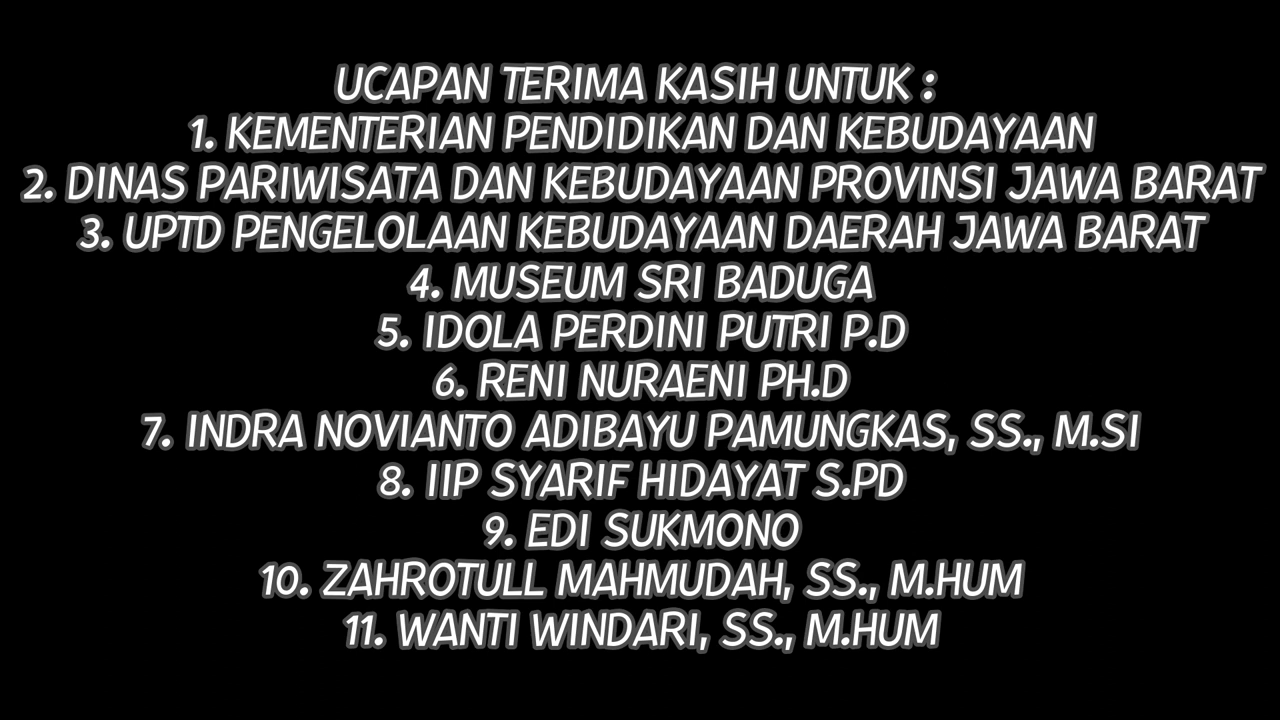 UCAPAN TERIMA KASIH UNTUK :
1. KEMENTERIAN PENDIDIKAN DAN KEBUDAYAAN
2. DINAS PARIWISATA DAN KEBUDAYAAN PROVINSI JAWA BARAT
3. UPTD PENGELOLAAN KEBUDAYAAN DAERAH JAWA BARAT
4. MUSEUM SRI BADUGA
5. IDOLA PERDINI PUTRI P.D
6. RENI NURAENI PH.D
7. INDRA NOVIANTO ADIBAYU PAMUNGKAS, SS., M.SI
8. IIP SYARIF HIDAYAT S.PD
9. EDI SUKMONO
10. ZAHROTULL MAHMUDAH, SS., M.HUM
11. WANTI WINDARI, SS., M.HUM